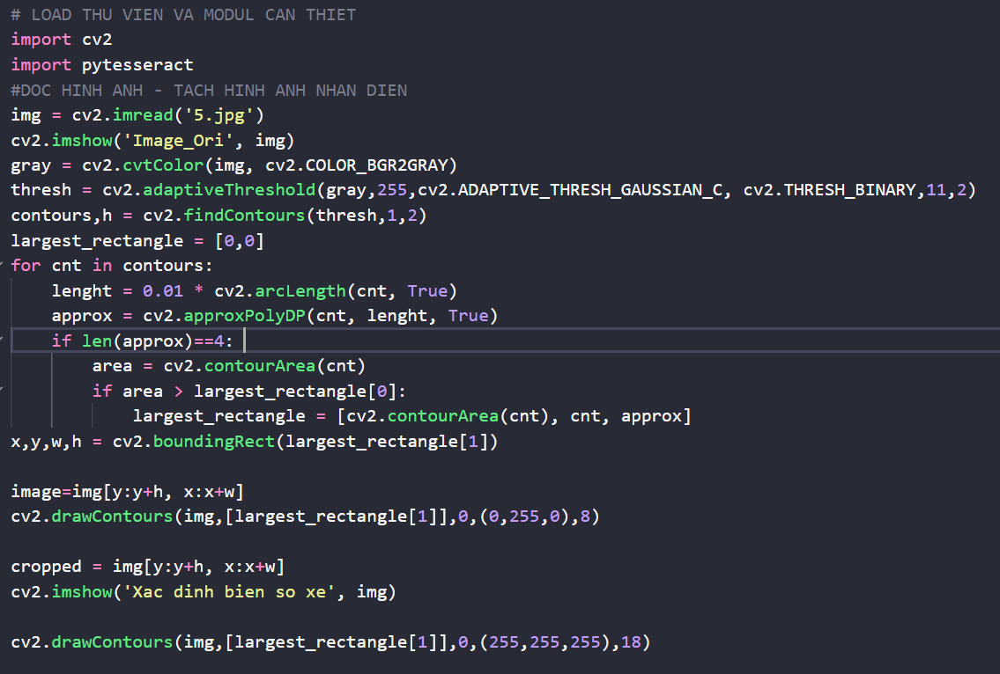 # LOAD THU VIEN VA MODUL CAN THIET
import cv2
import pytesseract
#DOC HINH ANH - TACH HINH ANH NHAN DIEN
img = cv2.imread('5.jpg')
cv2.imshow('Image_Ori', img)
gray = cv2.cvtColor(img, cv2.COLOR_BGR2GRAY)
thresh = cv2.adaptiveThreshold(gray,255,cv2.ADAPTIVE_THRESH_GAUSSIAN_C, cv2.THRESH_BINARY,11,2)
contours,h = cv2.findContours(thresh,1,2)
largest_rectangle = [0,0]
for cnt in contours:
    lenght = 0.01 * cv2.arcLength(cnt, True)
    approx = cv2.approxPolyDP(cnt, lenght, True)
    if len(approx)==4:
        area = cv2.contourArea(cnt)
        if area > largest_rectangle[0]:
            largest_rectangle = [cv2.contourArea(cnt), cnt, approx]
x,y,w,h = cv2.boundingRect(largest_rectangle[1])
image=img[y:y+h, x:x+w]
cv2.drawContours(img,[largest_rectangle[1]],0,(0,255,0),8)
cropped = img[y:y+h, x:x+w]
cv2.imshow('Xac dinh bien so xe', img)
cv2.drawContours(img,[largest_rectangle[1]],0,(255,255,255),18)